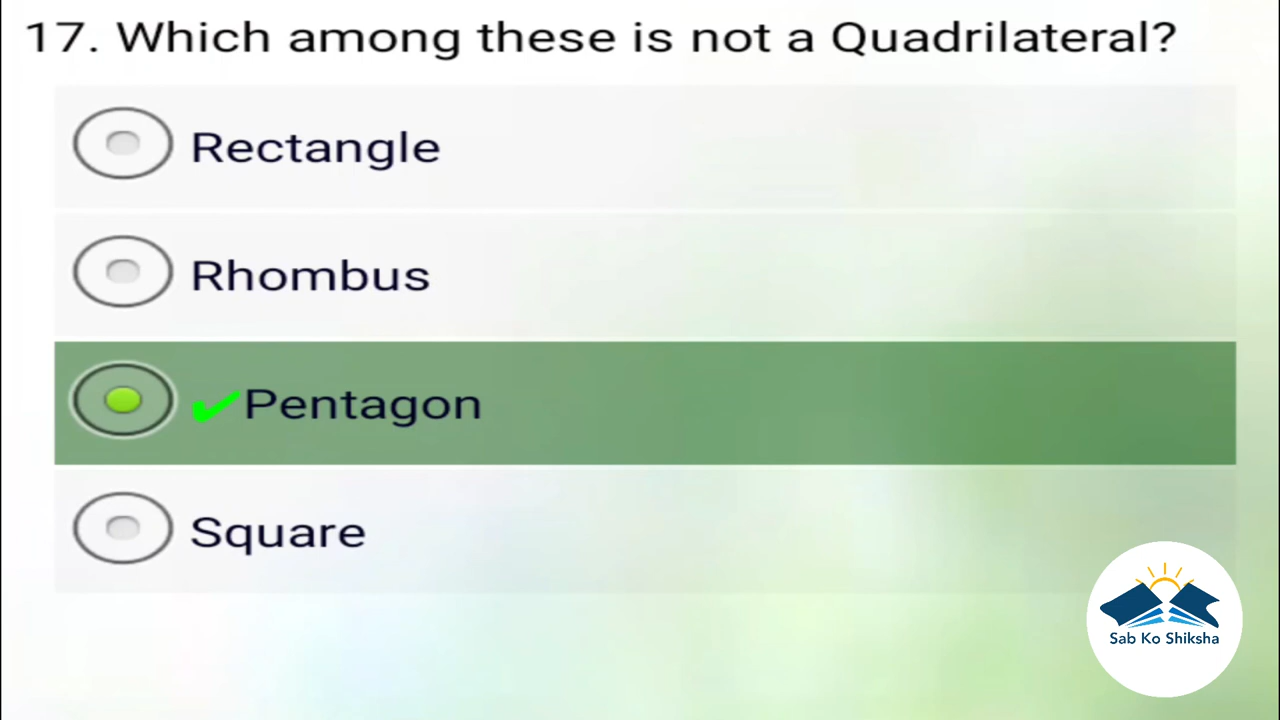 17. Which among these is not a Quadrilateral?
Rectangle
Rhombus
✔Pentagon
Square
Sab Ko Shiksha